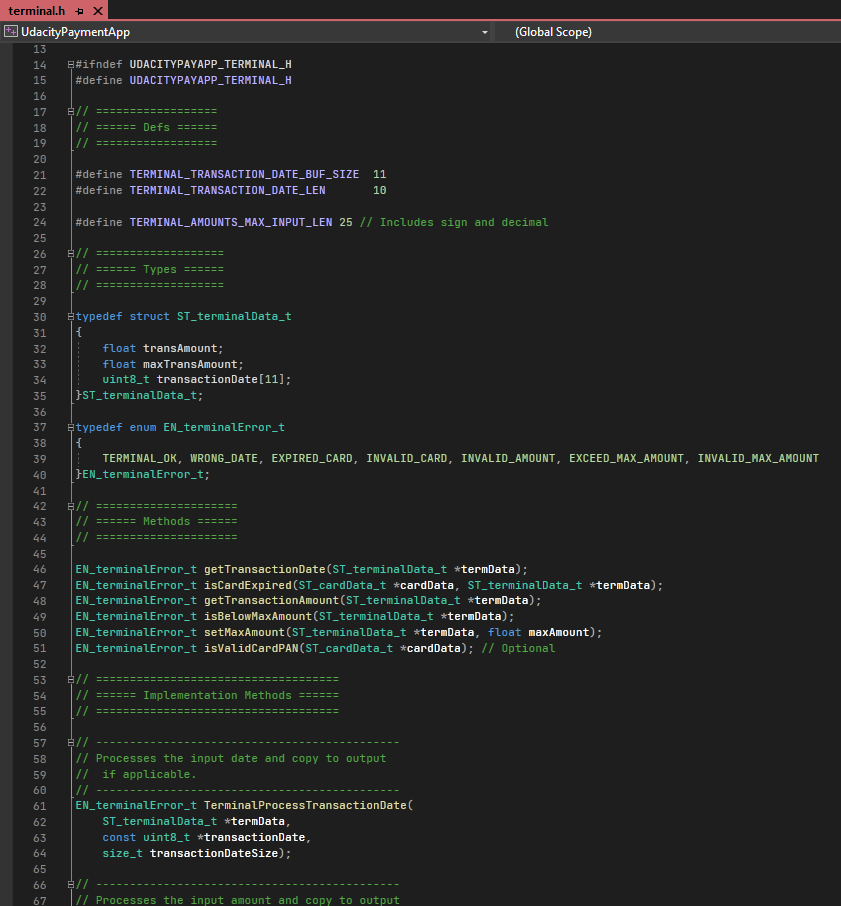 terminal.h
UdacityPaymentApp (Global Scope)
13
14 #ifndef UDACITYPAYAPP_TERMINAL_H
15 #define UDACITYPAYAPP_TERMINAL_H
16
17 // ==================
18 // ====== Defs ======
19 // ==================
20
21 #define TERMINAL_TRANSACTION_DATE_BUF_SIZE  11
22 #define TERMINAL_TRANSACTION_DATE_LEN       10
23
24 #define TERMINAL_AMOUNTS_MAX_INPUT_LEN 25 // Includes sign and decimal
25
26 // ===================
27 // ====== Types ======
28 // ===================
29
30 typedef struct ST_terminalData_t
31 {
32     float transAmount;
33     float maxTransAmount;
34     uint8_t transactionDate[11];
35 }ST_terminalData_t;
36
37 typedef enum EN_terminalError_t
38 {
39     TERMINAL_OK, WRONG_DATE, EXPIRED_CARD, INVALID_CARD, INVALID_AMOUNT, EXCEED_MAX_AMOUNT, INVALID_MAX_AMOUNT
40 }EN_terminalError_t;
41
42 // =====================
43 // ====== Methods ======
44 // =====================
45
46 EN_terminalError_t getTransactionDate(ST_terminalData_t *termData);
47 EN_terminalError_t isCardExpired(ST_cardData_t *cardData, ST_terminalData_t *termData);
48 EN_terminalError_t getTransactionAmount(ST_terminalData_t *termData);
49 EN_terminalError_t isBelowMaxAmount(ST_terminalData_t *termData);
50 EN_terminalError_t setMaxAmount(ST_terminalData_t *termData, float maxAmount);
51 EN_terminalError_t isValidCardPAN(ST_cardData_t *cardData); // Optional
52
53 // ====================================
54 // ====== Implementation Methods ======
55 // ====================================
56
57 // ---------------------------------------------
58 // Processes the input date and copy to output
59 //  if applicable.
60 // ---------------------------------------------
61 EN_terminalError_t TerminalProcessTransactionDate(
62     ST_terminalData_t *termData,
63     const uint8_t *transactionDate,
64     size_t transactionDateSize);
65
66 // ---------------------------------------------
67 // Processes the input amount and copy to output